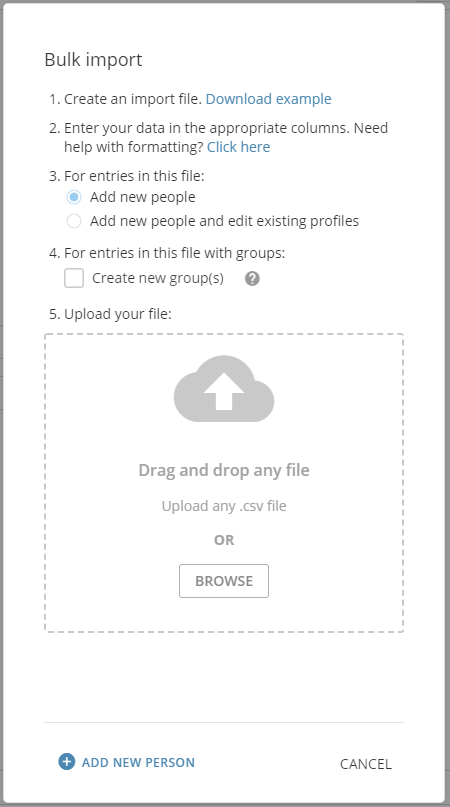 Bulk import
1. Create an import file. Download example
2. Enter your data in the appropriate columns. Need
help with formatting? Click here
3. For entries in this file:
Add new people
Add new people and edit existing profiles
4. For entries in this file with groups:
Create new group(s) ?
5. Upload your file:
Drag and drop any file
Upload any .csv file
OR
BROWSE
ADD NEW PERSON
CANCEL